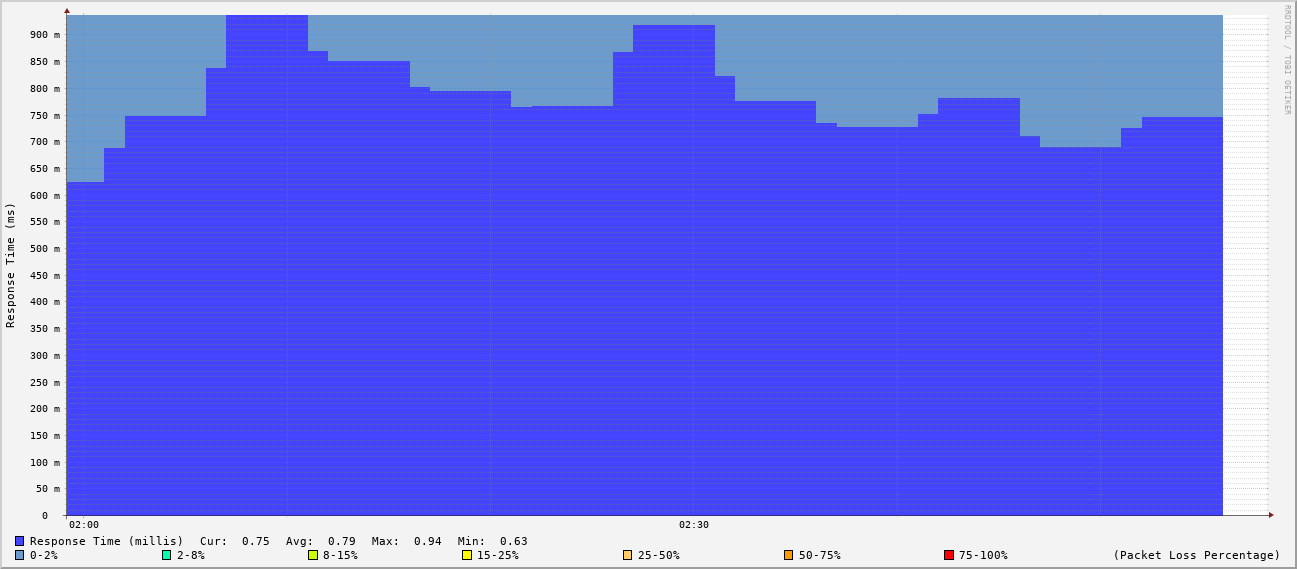 RRDTOOL / TOBI OETIKER
Response Time (ms)
900 m
850 m
800 m
750 m
700 m
650 m
600 m
550 m
500 m
450 m
400 m
350 m
300 m
250 m
200 m
150 m
100 m
50 m
0
02:00 02:30
Response Time (millis) Cur: 0.75 Avg: 0.79 Max: 0.94 Min: 0.63
0-2% 2-8% 8-15% 15-25% 25-50% 50-75% 75-100% (Packet Loss Percentage)